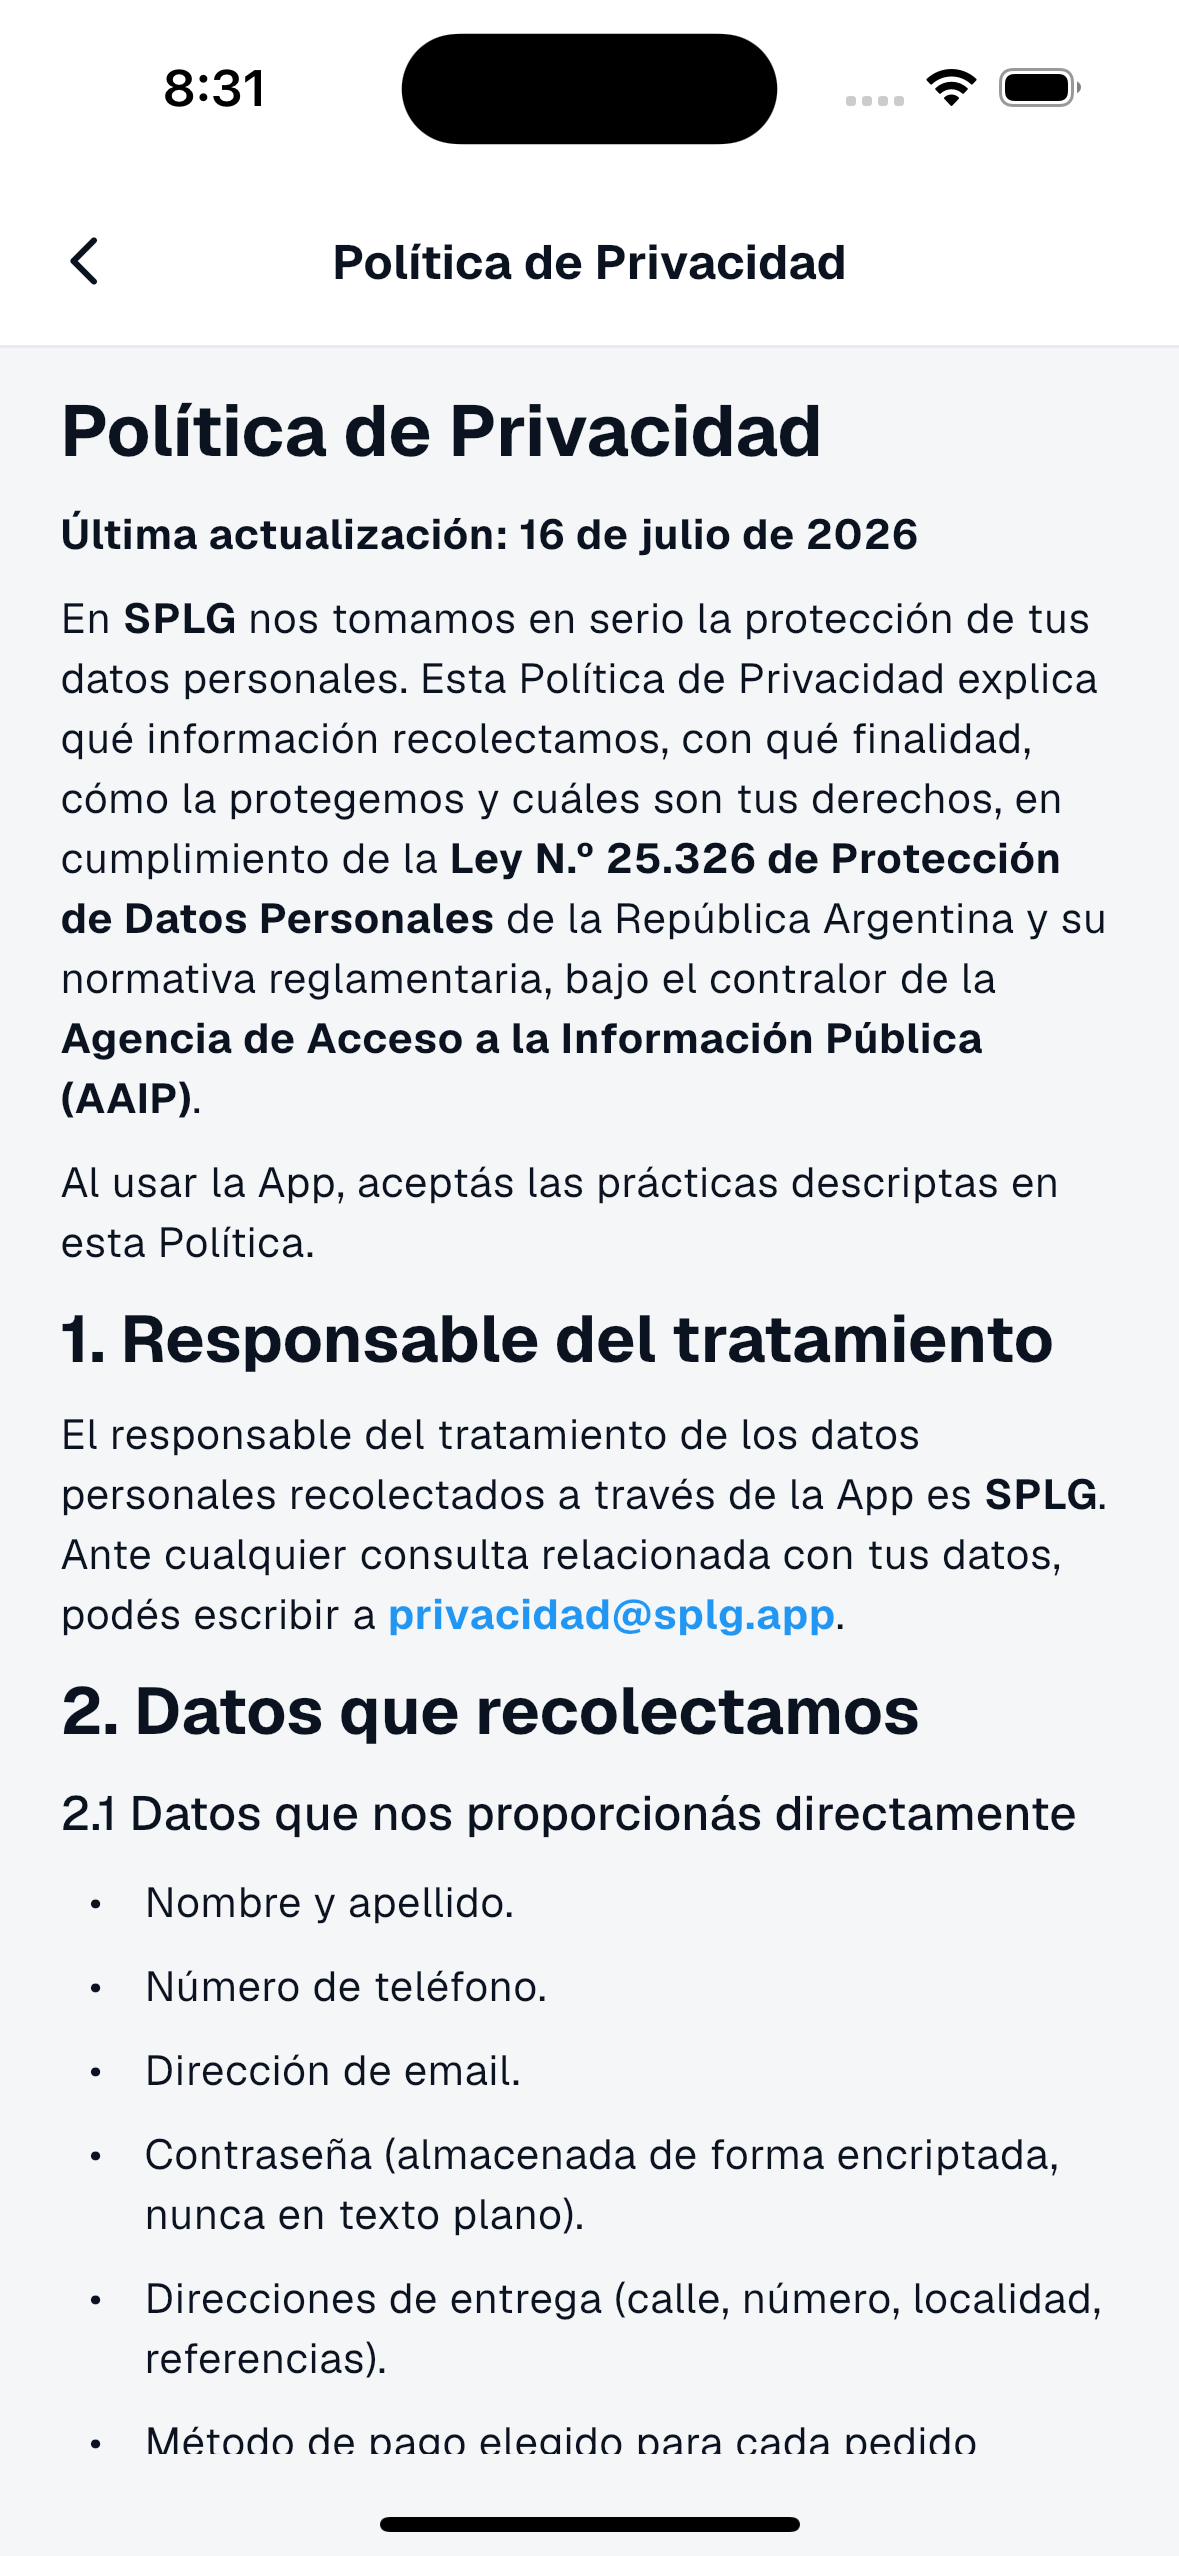 8:31
Política de Privacidad
Política de Privacidad
Última actualización: 16 de julio de 2026
En SPLG nos tomamos en serio la protección de tus
datos personales. Esta Política de Privacidad explica
qué información recolectamos, con qué finalidad,
cómo la protegemos y cuáles son tus derechos, en
cumplimiento de la Ley N.º 25.326 de Protección
de Datos Personales de la República Argentina y su
normativa reglamentaria, bajo el contralor de la
Agencia de Acceso a la Información Pública
(AAIP).
Al usar la App, aceptás las prácticas descriptas en
esta Política.
1. Responsable del tratamiento
El responsable del tratamiento de los datos
personales recolectados a través de la App es SPLG.
Ante cualquier consulta relacionada con tus datos,
podés escribir a privacidad@splg.app.
2. Datos que recolectamos
2.1 Datos que nos proporcionás directamente
• Nombre y apellido.
• Número de teléfono.
• Dirección de email.
• Contraseña (almacenada de forma encriptada,
nunca en texto plano).
• Direcciones de entrega (calle, número, localidad,
referencias).
• Método de pago elegido para cada pedido